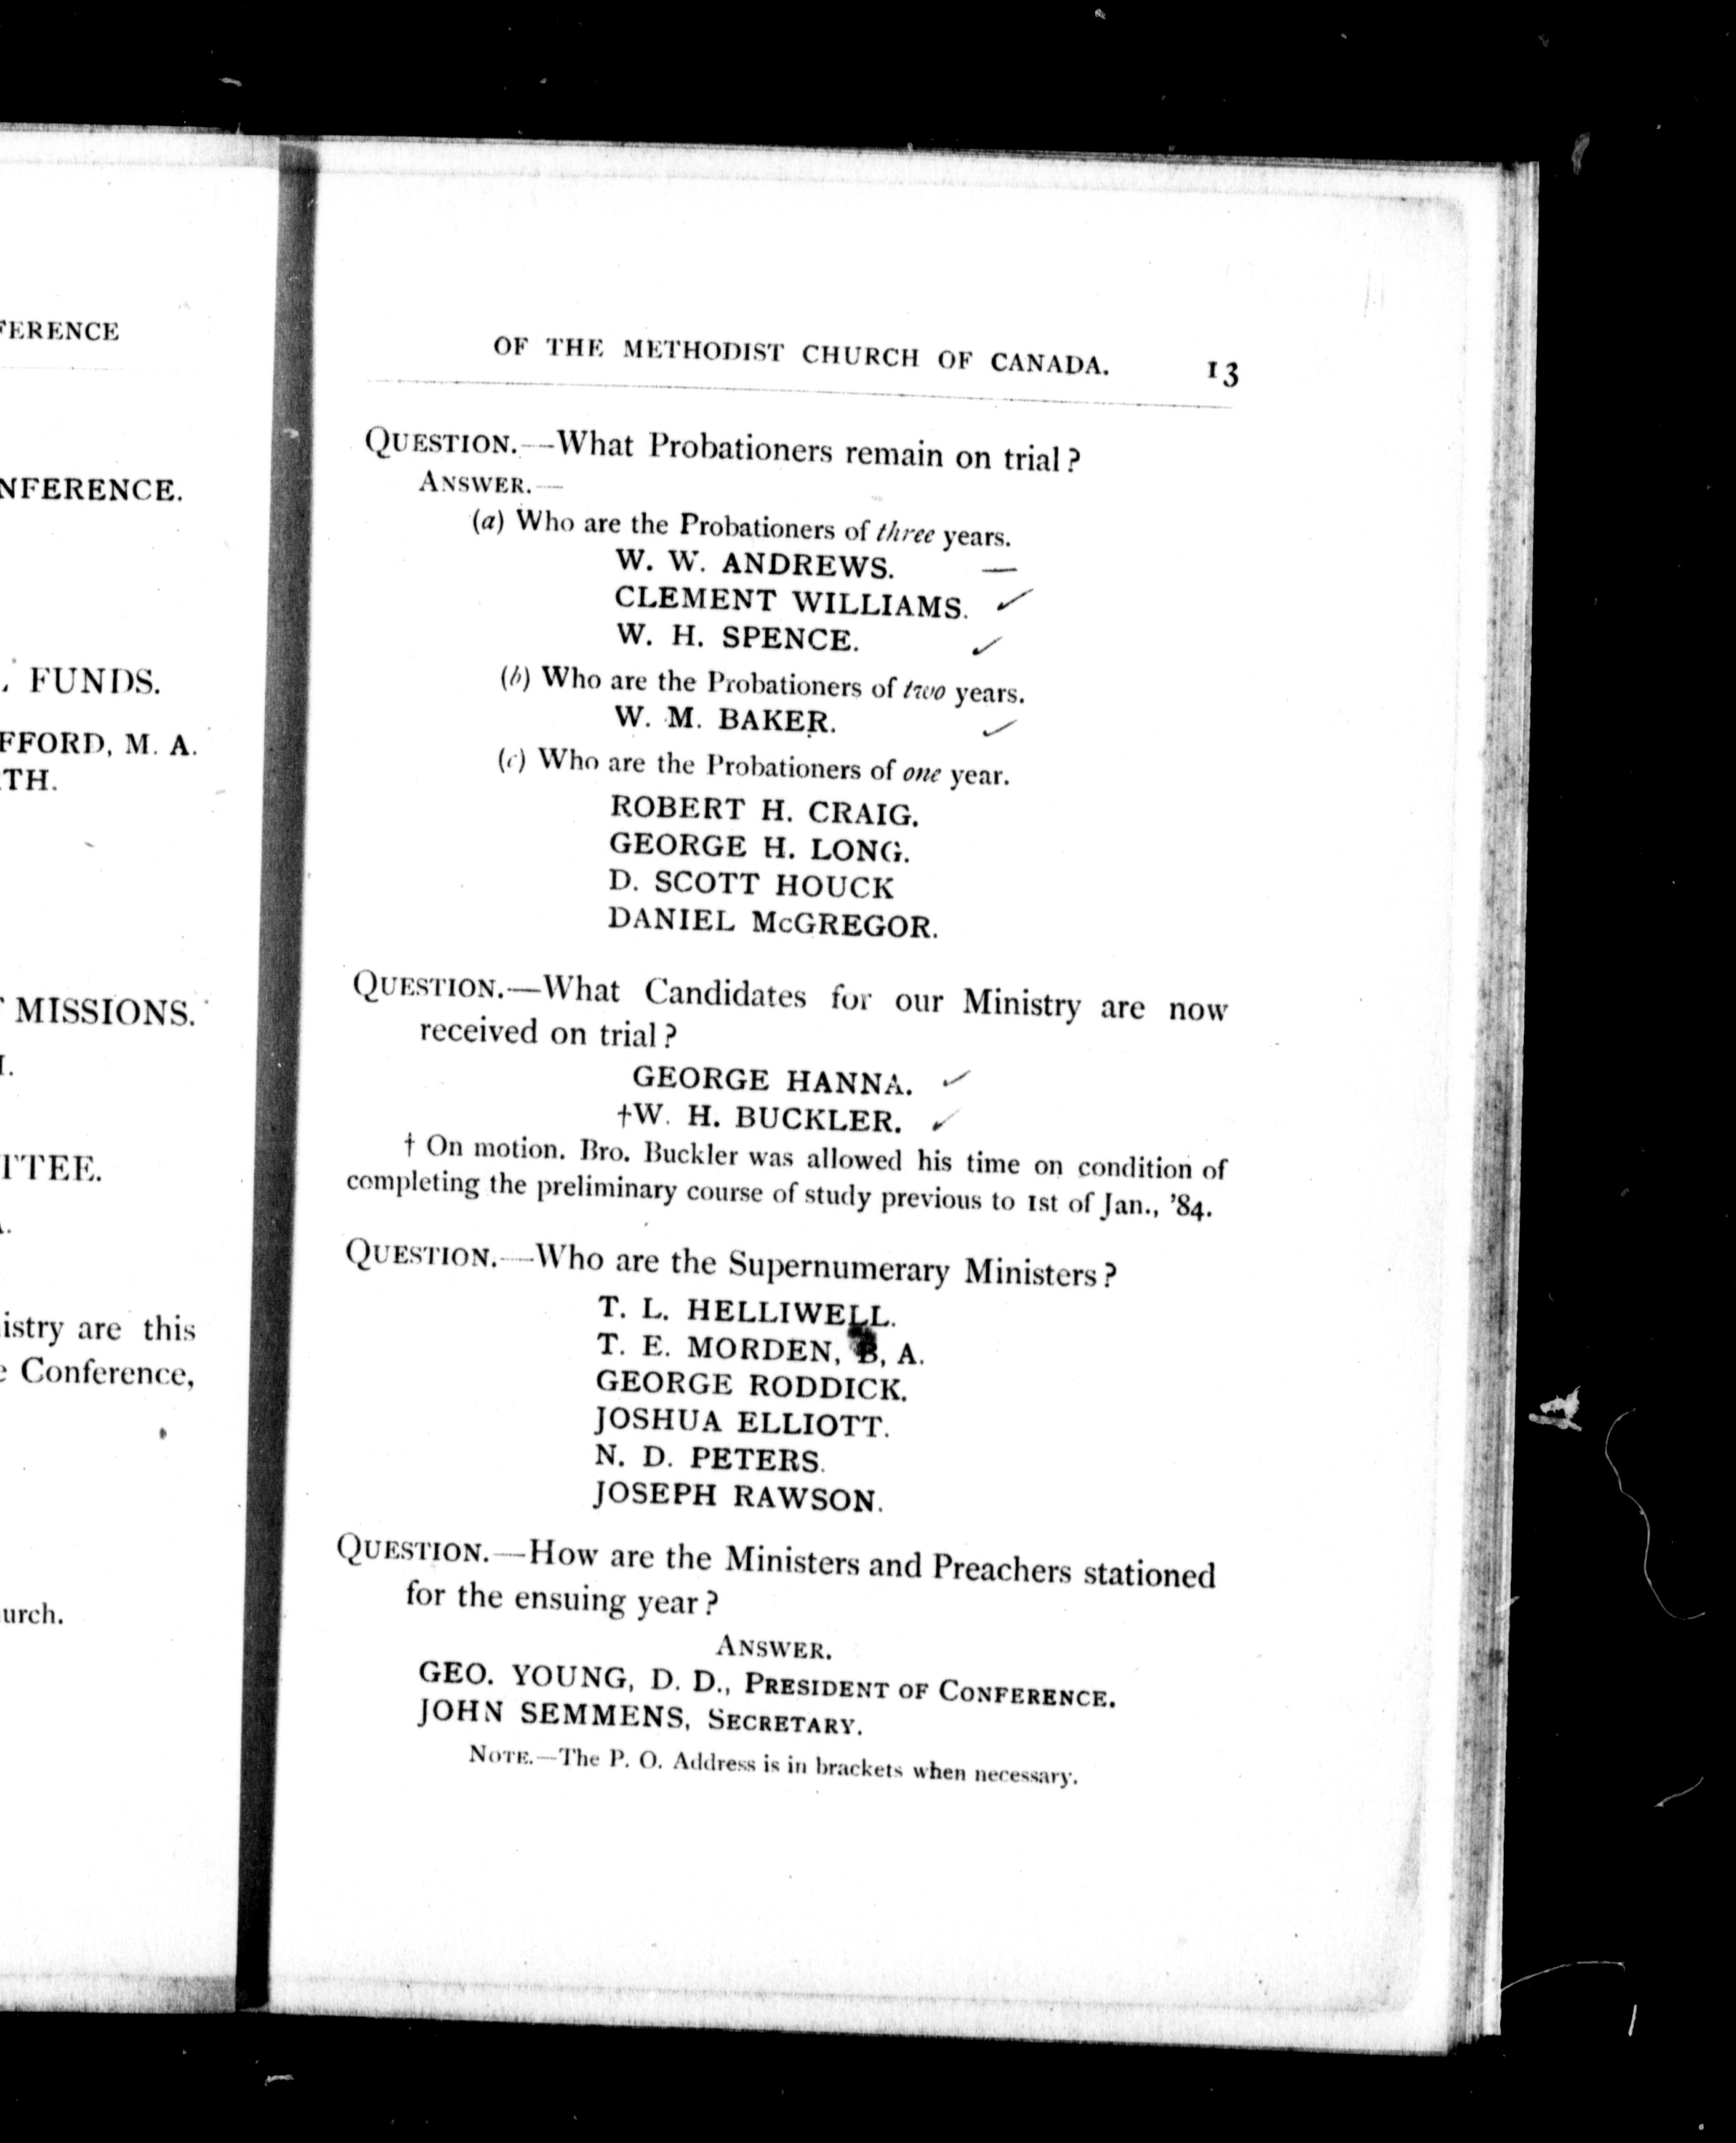 FERENCE
NFERENCE.
FUNDS.
FFORD, M. A.
TH.
MISSIONS.
TTEE.
istry are this
Conference,
urch.
OF THE METHODIST CHURCH OF CANADA. 13
QUESTION.—What Probationers remain on trial?
ANSWER.—
(a) Who are the Probationers of three years.
W. W. ANDREWS. —
CLEMENT WILLIAMS. ✓
W. H. SPENCE. ✓
(b) Who are the Probationers of two years.
W. M. BAKER. ✓
(c) Who are the Probationers of one year.
ROBERT H. CRAIG.
GEORGE H. LONG.
D. SCOTT HOUCK
DANIEL McGREGOR.
QUESTION.—What Candidates for our Ministry are now
received on trial?
GEORGE HANNA. ✓
†W. H. BUCKLER. ✓
† On motion. Bro. Buckler was allowed his time on condition of
completing the preliminary course of study previous to 1st of Jan., '84.
QUESTION.—Who are the Supernumerary Ministers?
T. L. HELLIWELL.
T. E. MORDEN, B, A.
GEORGE RODDICK.
JOSHUA ELLIOTT.
N. D. PETERS.
JOSEPH RAWSON.
QUESTION.—How are the Ministers and Preachers stationed
for the ensuing year?
ANSWER.
GEO. YOUNG, D. D., PRESIDENT OF CONFERENCE.
JOHN SEMMENS, SECRETARY.
NOTE.—The P. O. Address is in brackets when necessary.